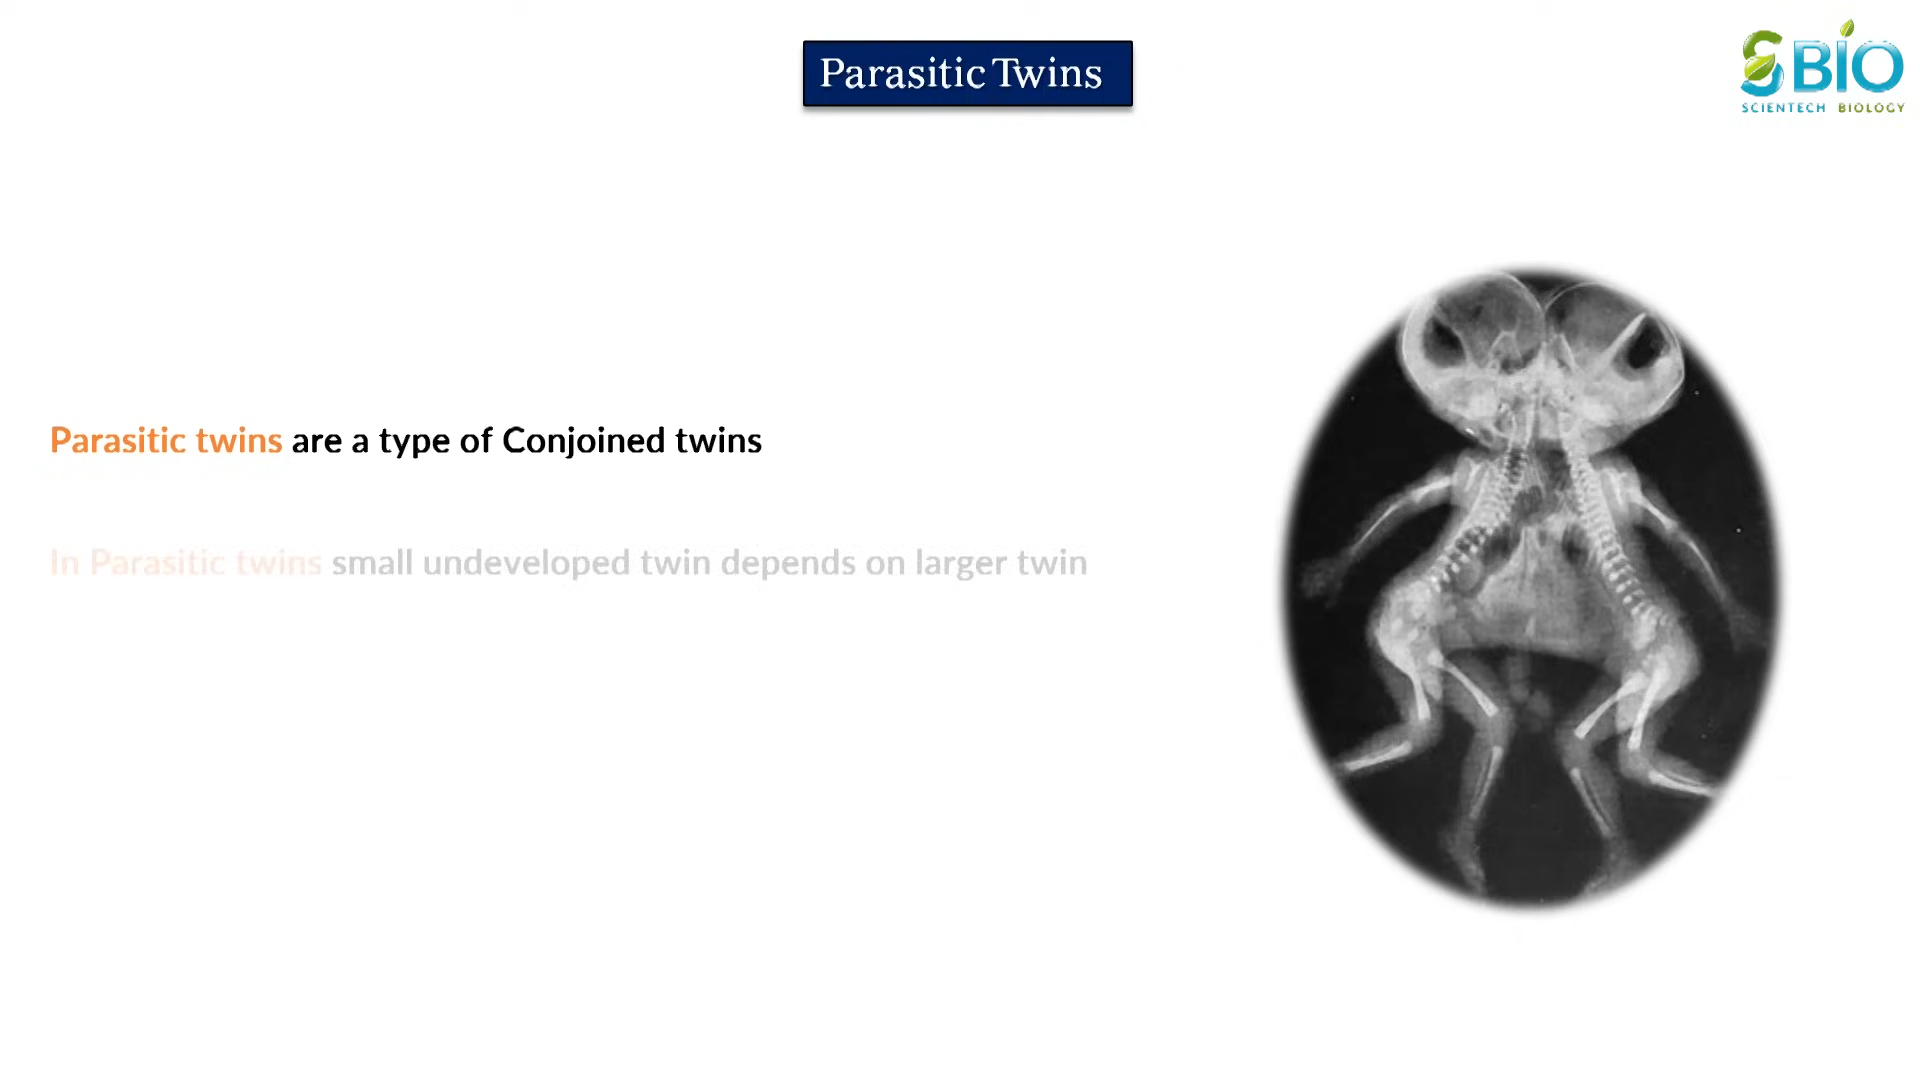 Parasitic Twins
SBIO
SCIENTECH BIOLOGY
Parasitic twins are a type of Conjoined twins
In Parasitic twins small undeveloped twin depends on larger twin